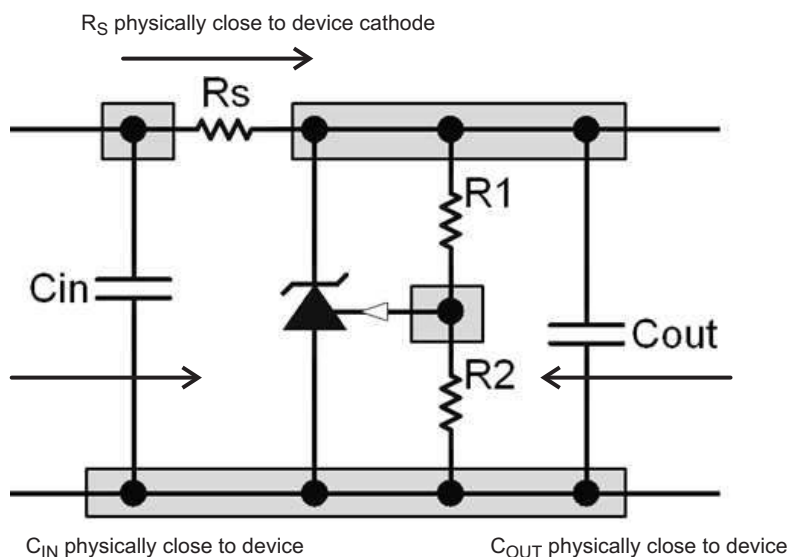 RS physically close to device cathode
Rs
R1
Cin
Cout
R2
CIN physically close to device
COUT physically close to device